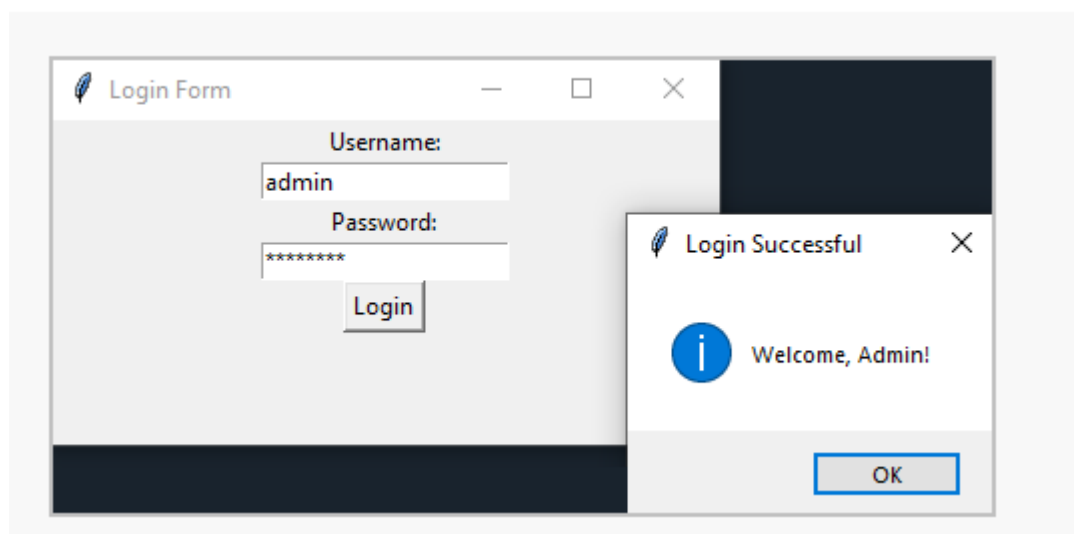 Login Form
Username:
admin
Password:
********
Login
Login Successful
Welcome, Admin!
OK